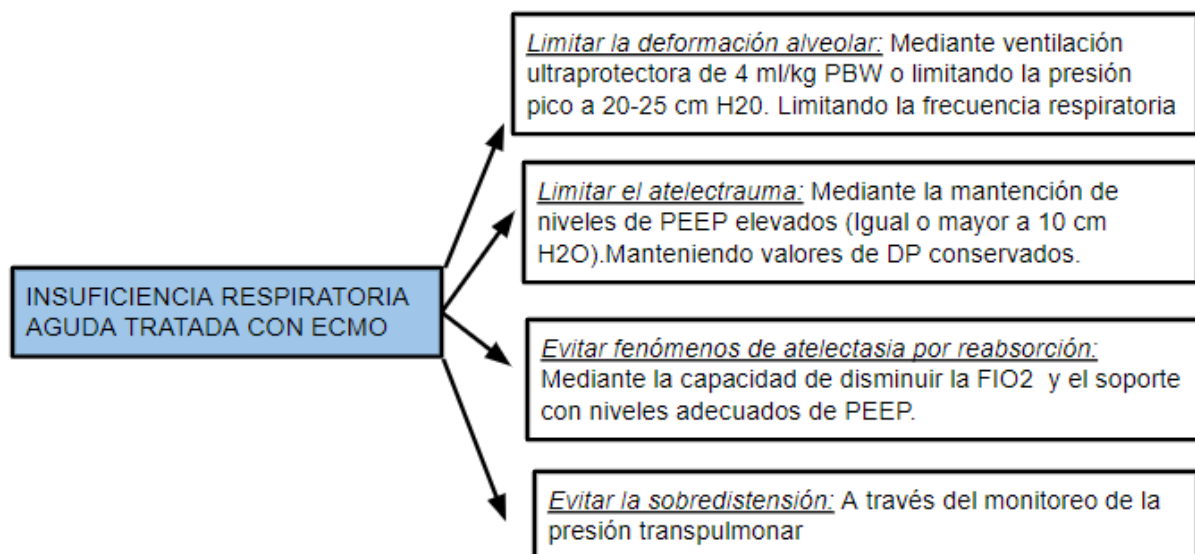 Limitar la deformación alveolar: Mediante ventilación
ultraprotectora de 4 ml/kg PBW o limitando la presión
pico a 20-25 cm H20. Limitando la frecuencia respiratoria
Limitar el atelectrauma: Mediante la mantención de
niveles de PEEP elevados (Igual o mayor a 10 cm
H2O).Manteniendo valores de DP conservados.
INSUFICIENCIA RESPIRATORIA
AGUDA TRATADA CON ECMO
Evitar fenómenos de atelectasia por reabsorción:
Mediante la capacidad de disminuir la FIO2 y el soporte
con niveles adecuados de PEEP.
Evitar la sobredistensión: A través del monitoreo de la
presión transpulmonar